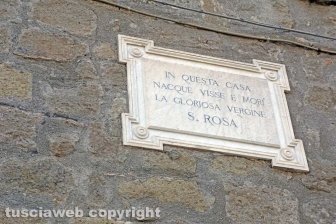 IN QUESTA CASA
NACQUE VISSE E MORÌ
LA GLORIOSA VERGINE
S. ROSA
tusciaweb copyright